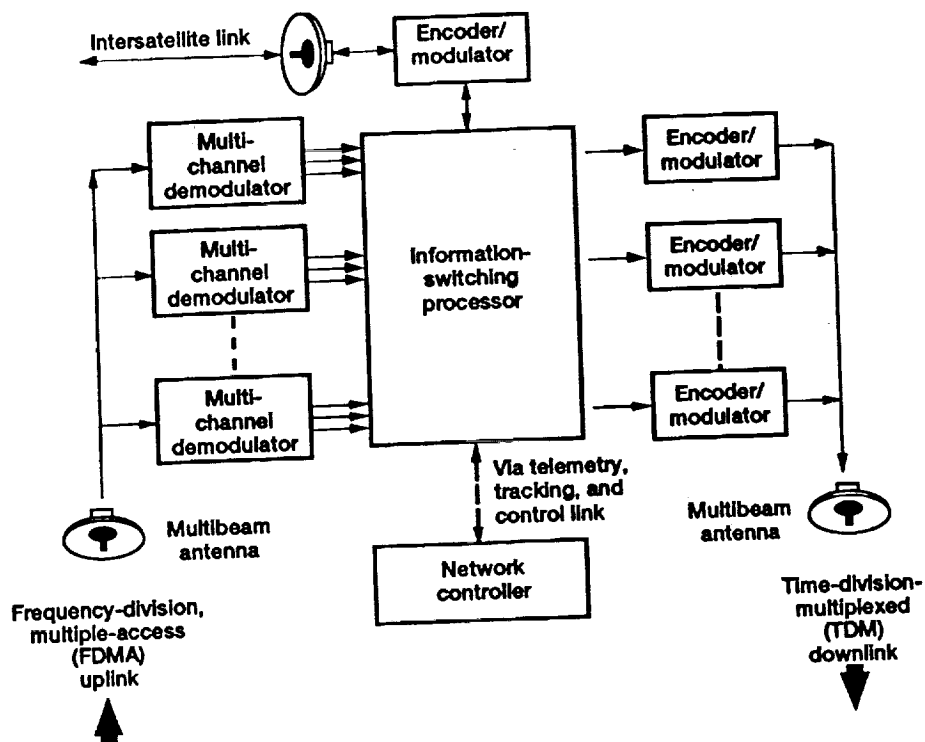 Intersatellite link
Encoder/
modulator
Multi-
channel
demodulator
Encoder/
modulator
Multi-
channel
demodulator
Information-
switching
processor
Encoder/
modulator
Multi-
channel
demodulator
Encoder/
modulator
Via telemetry,
tracking, and
control link
Multibeam
antenna
Multibeam
antenna
Network
controller
Frequency-division,
multiple-access
(FDMA)
uplink
Time-division-
multiplexed
(TDM)
downlink